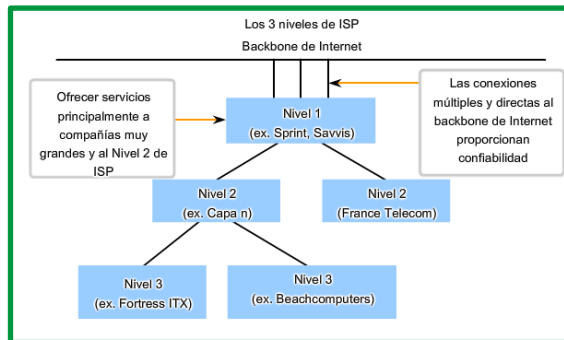 Los 3 niveles de ISP
Backbone de Internet
Ofrecer servicios
principalmente a
compañías muy
grandes y al Nivel 2 de
ISP
Nivel 1
(ex. Sprint, Savvis)
Las conexiones
múltiples y directas al
backbone de Internet
proporcionan
confiabilidad
Nivel 2
(ex. Capa n)
Nivel 2
(France Telecom)
Nivel 3
(ex. Fortress ITX)
Nivel 3
(ex. Beachcomputers)